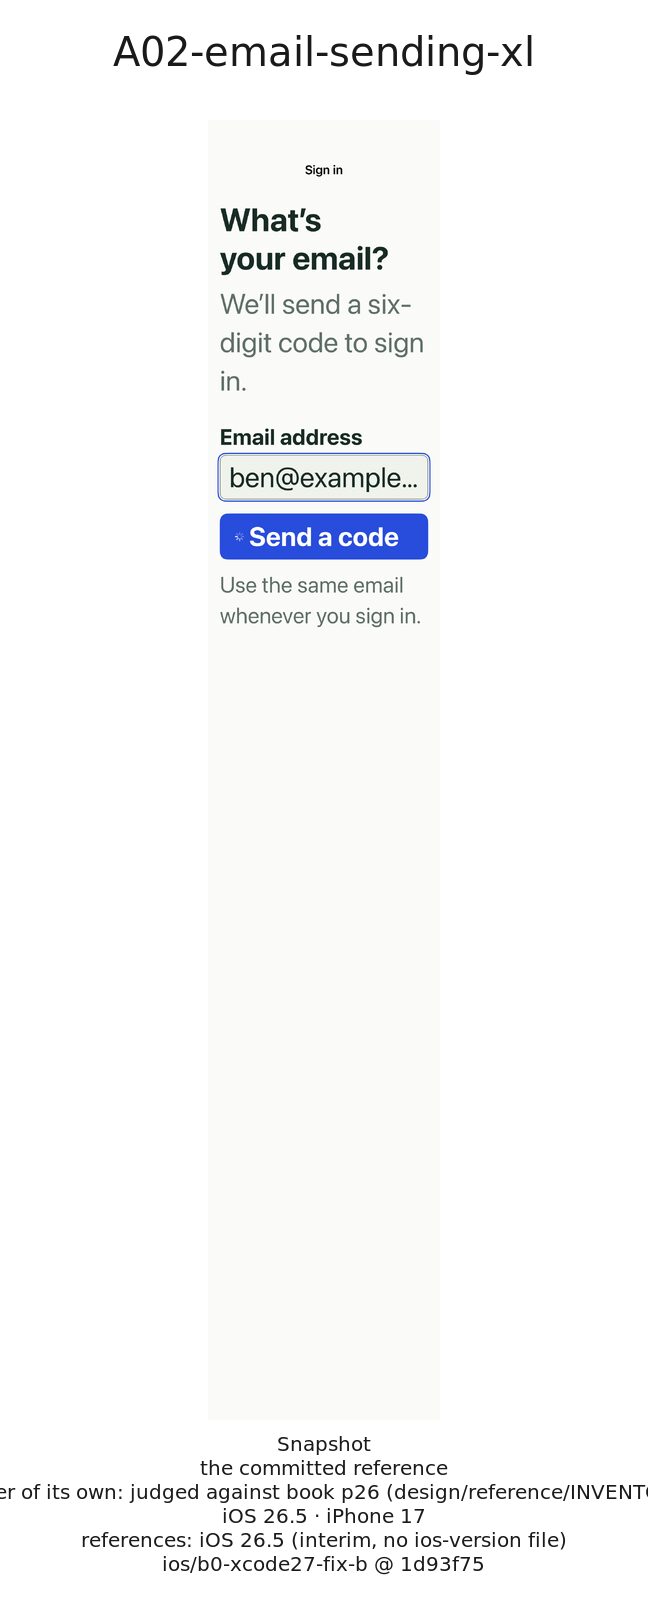 A02-email-sending-xl
Sign in
What’s
your email?
We’ll send a six-
digit code to sign
in.
Email address
ben@example…
Send a code
Use the same email
whenever you sign in.
Snapshot
the committed reference
of its own: judged against book p26 (design/reference/
iOS 26.5 · iPhone 17
references: iOS 26.5 (interim, no ios-version file)
ios/b0-xcode27-fix-b @ 1d93f75